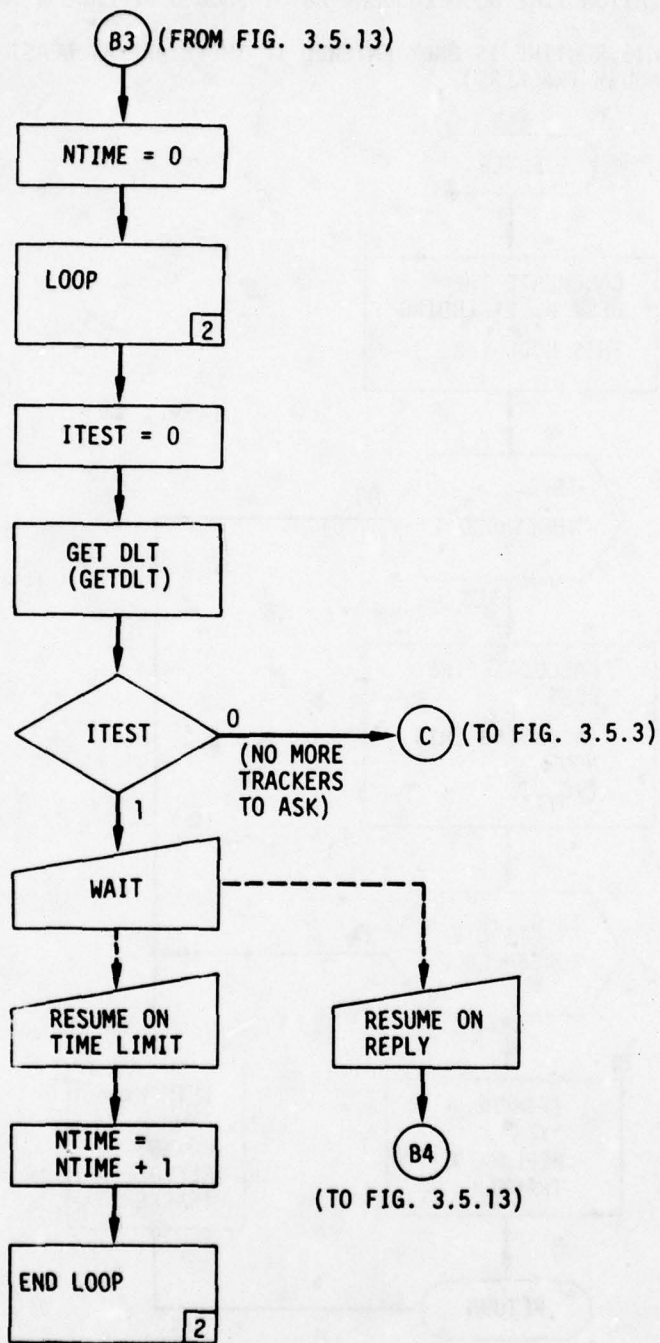 B3 (FROM FIG. 3.5.13)
NTIME = 0
LOOP
2
ITEST = 0
GET DLT
(GETDLT)
ITEST
0
C (TO FIG. 3.5.3)
(NO MORE
TRACKERS
TO ASK)
1
WAIT
RESUME ON
TIME LIMIT
RESUME ON
REPLY
NTIME =
NTIME + 1
B4
(TO FIG. 3.5.13)
END LOOP
2